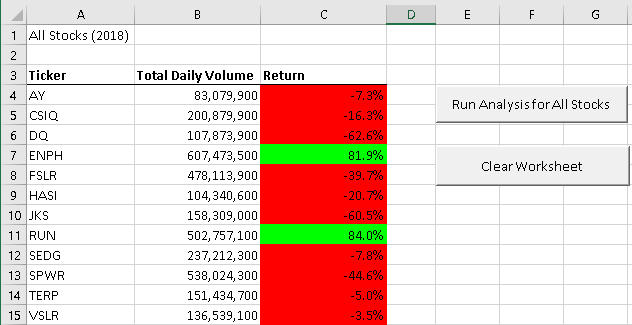 A B C D E F G
1 All Stocks (2018)
2
3 Ticker Total Daily Volume Return
4 AY 83,079,900 -7.3%
Run Analysis for All Stocks
5 CSIQ 200,879,900 -16.3%
6 DQ 107,873,900 -62.6%
7 ENPH 607,473,500 81.9%
Clear Worksheet
8 FSLR 478,113,900 -39.7%
9 HASI 104,340,600 -20.7%
10 JKS 158,309,000 -60.5%
11 RUN 502,757,100 84.0%
12 SEDG 237,212,300 -7.8%
13 SPWR 538,024,300 -44.6%
14 TERP 151,434,700 -5.0%
15 VSLR 136,539,100 -3.5%